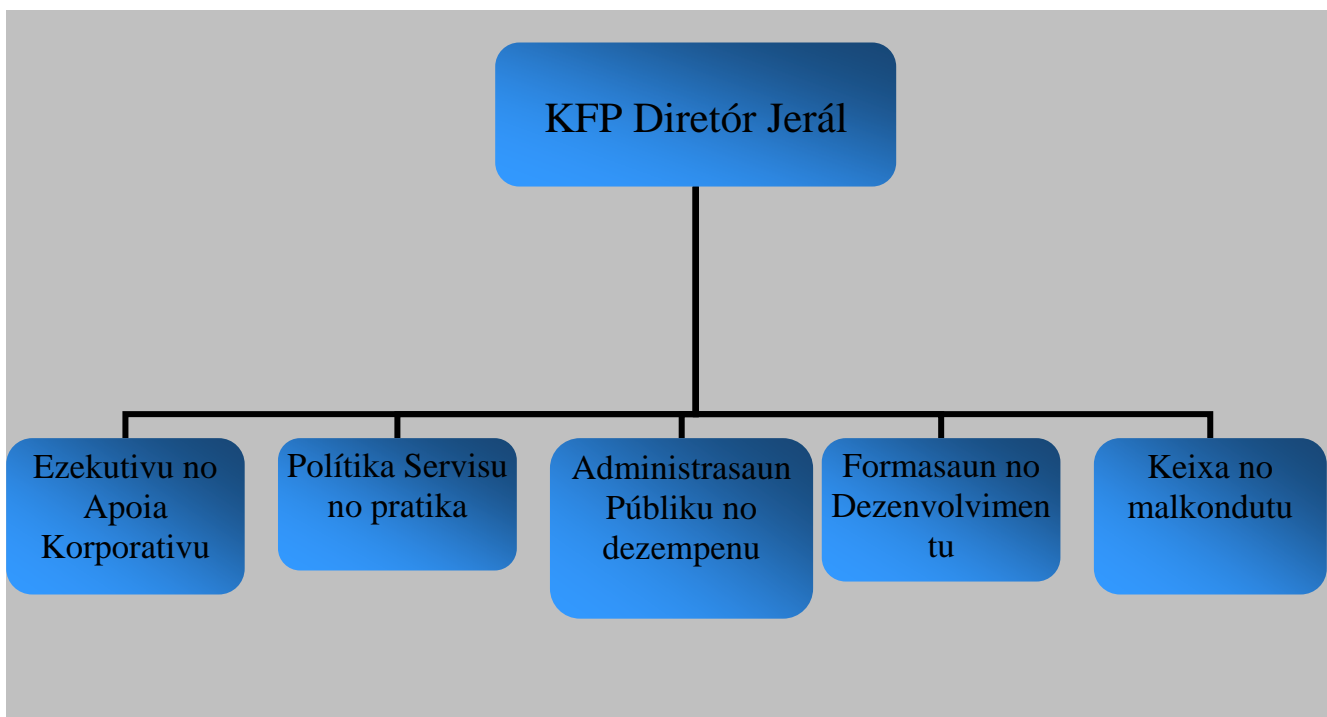 KFP Diretór Jerál
Ezekutivu no
Apoia
Korporativu
Polítika Servisu
no pratika
Administrasaun
Públiku no
dezempenu
Formasaun no
Dezenvolvimen
tu
Keixa no
malkondutu